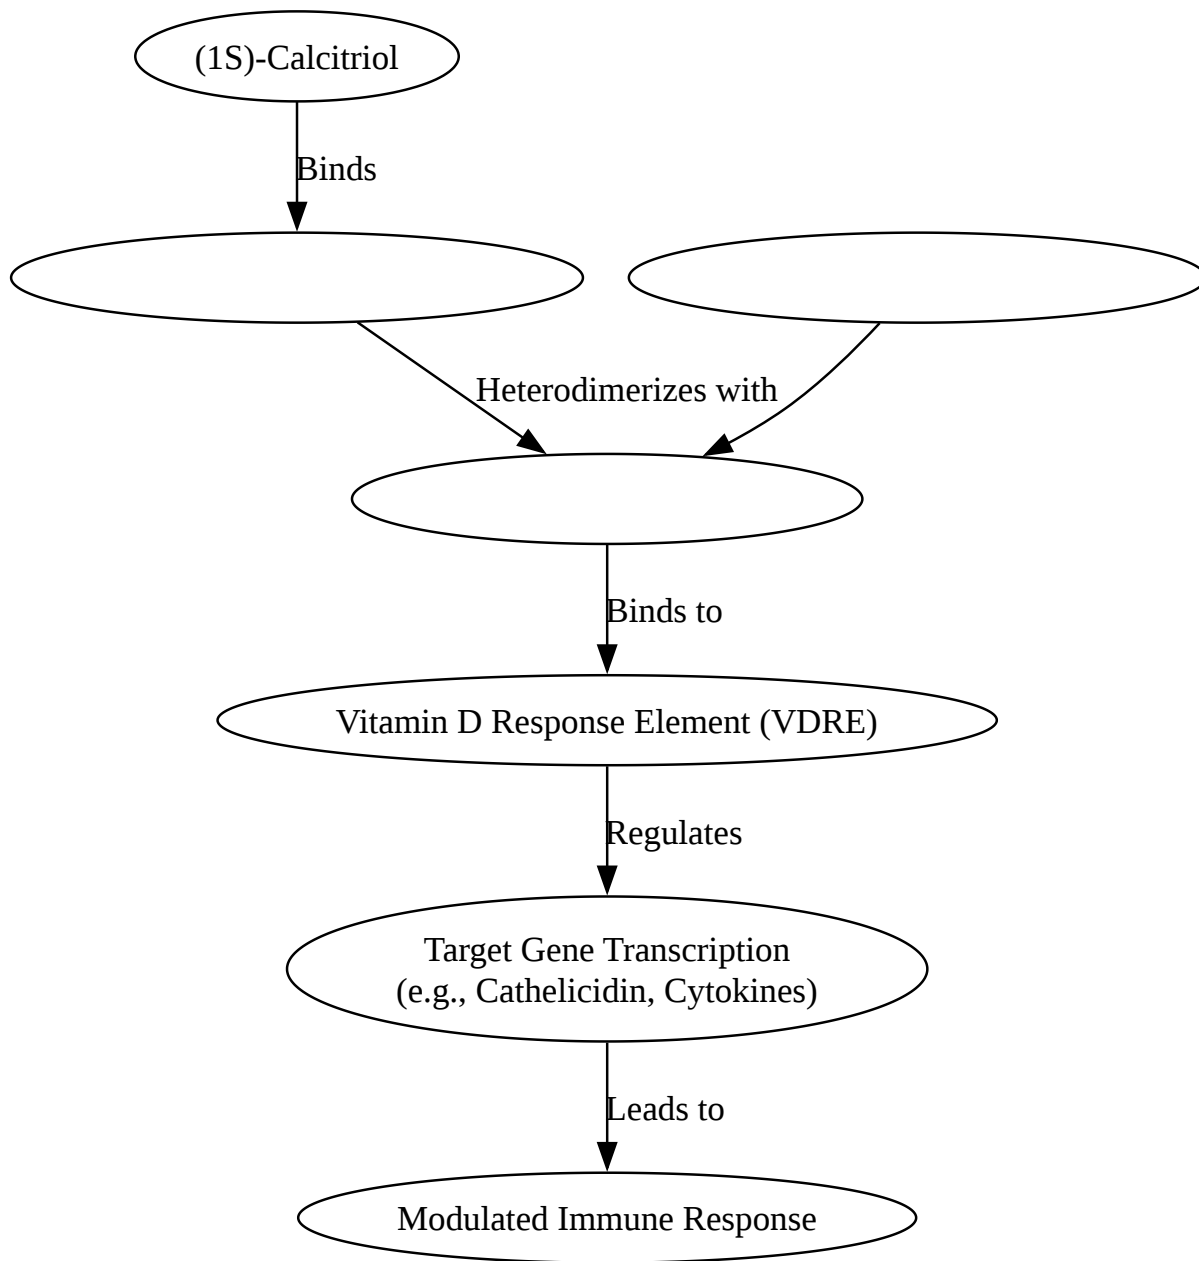 (1S)-Calcitriol
Binds
Heterodimerizes with
Binds to
Vitamin D Response Element (VDRE)
Regulates
Target Gene Transcription
(e.g., Cathelicidin, Cytokines)
Leads to
Modulated Immune Response